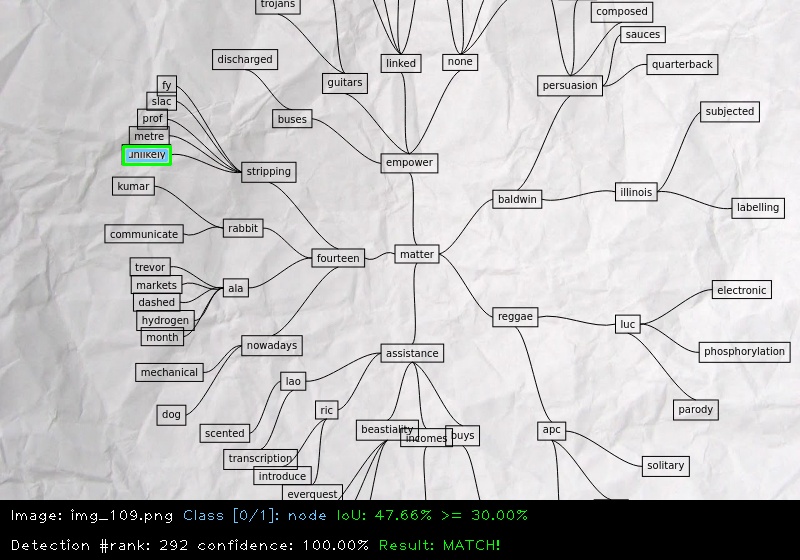 trojans
composed
sauces
linked
none
discharged
quarterback
guitars
persuasion
fy
slac
subjected
prof
buses
metre
unlikely
empower
stripping
kumar
illinois
baldwin
labelling
rabbit
communicate
matter
fourteen
trevor
markets
ala
electronic
dashed
hydrogen
reggae
luc
month
nowadays
assistance
phosphorylation
mechanical
lao
ric
parody
dog
beastiality
apc
scented
incomes
buys
transcription
solitary
introduce
everquest
Image: img_109.png Class [0/1]: node IoU: 47.66% >= 30.00%
Detection #rank: 292 confidence: 100.00% Result: MATCH!